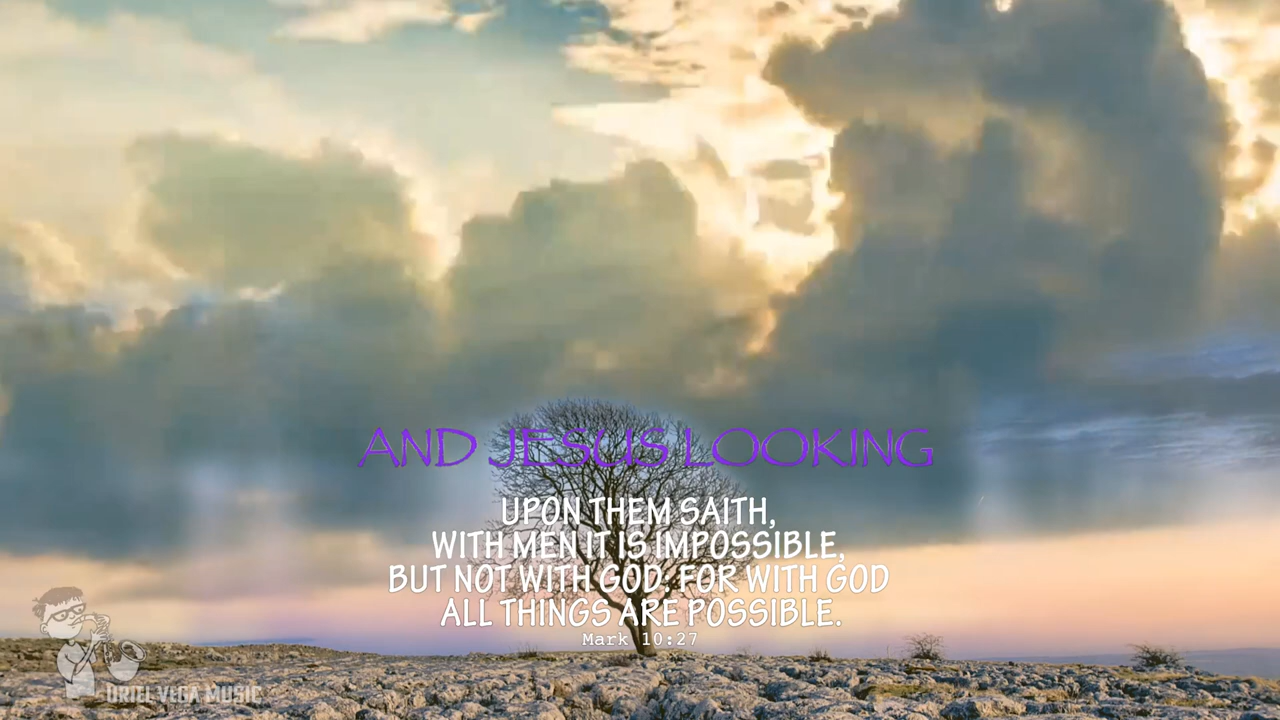 AND JESUS LOOKING
UPON THEM SAITH,
WITH MEN IT IS IMPOSSIBLE,
BUT NOT WITH GOD: FOR WITH GOD
ALL THINGS ARE POSSIBLE.
Mark 10:27
ORIEL VEGA MUSIC